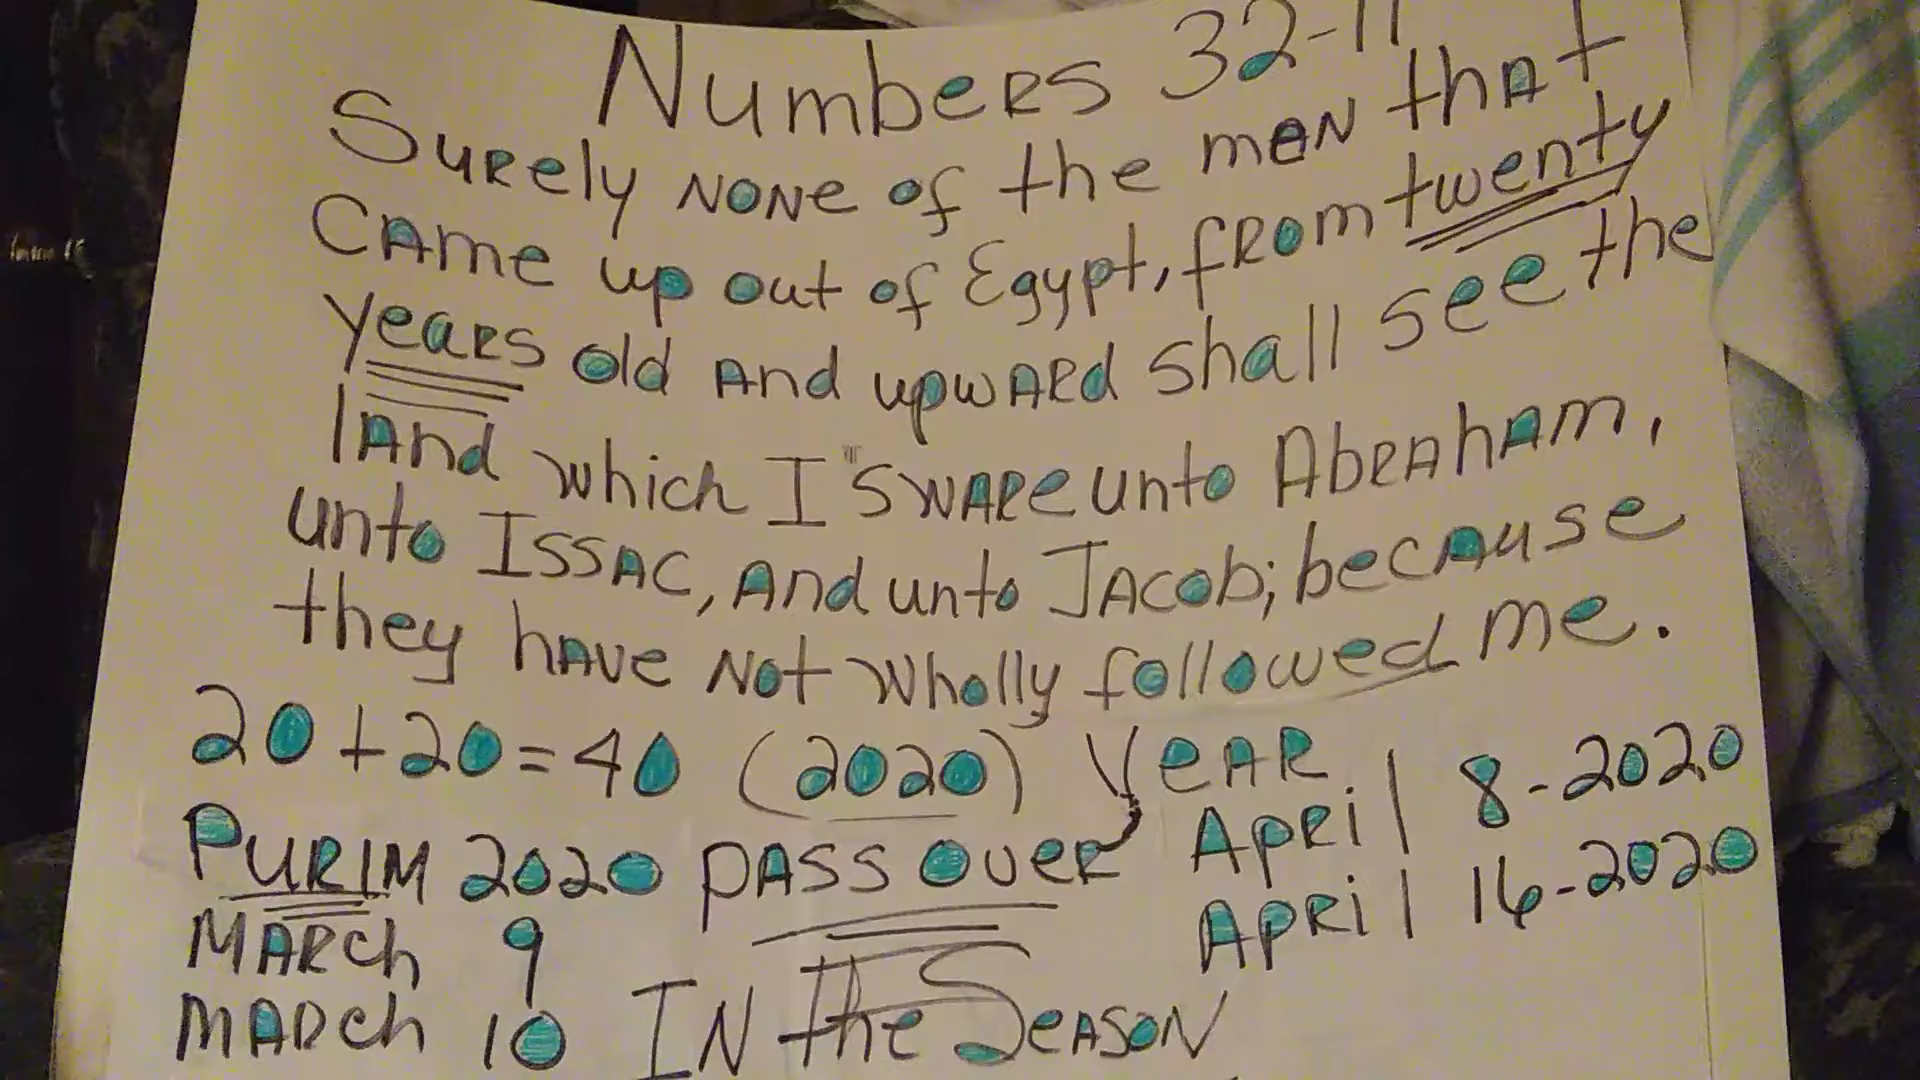 Numbers 32-11
Surely none of the men that
came up out of Egypt, from twenty
years old and upward shall see the
land which I sware unto Abraham,
unto Issac, and unto Jacob; because
they have not wholly followed me.
20+20=40 (2020) Year
Purim 2020 Pass over April 8-2020
March 9 April 16-2020
March 10 In the Season